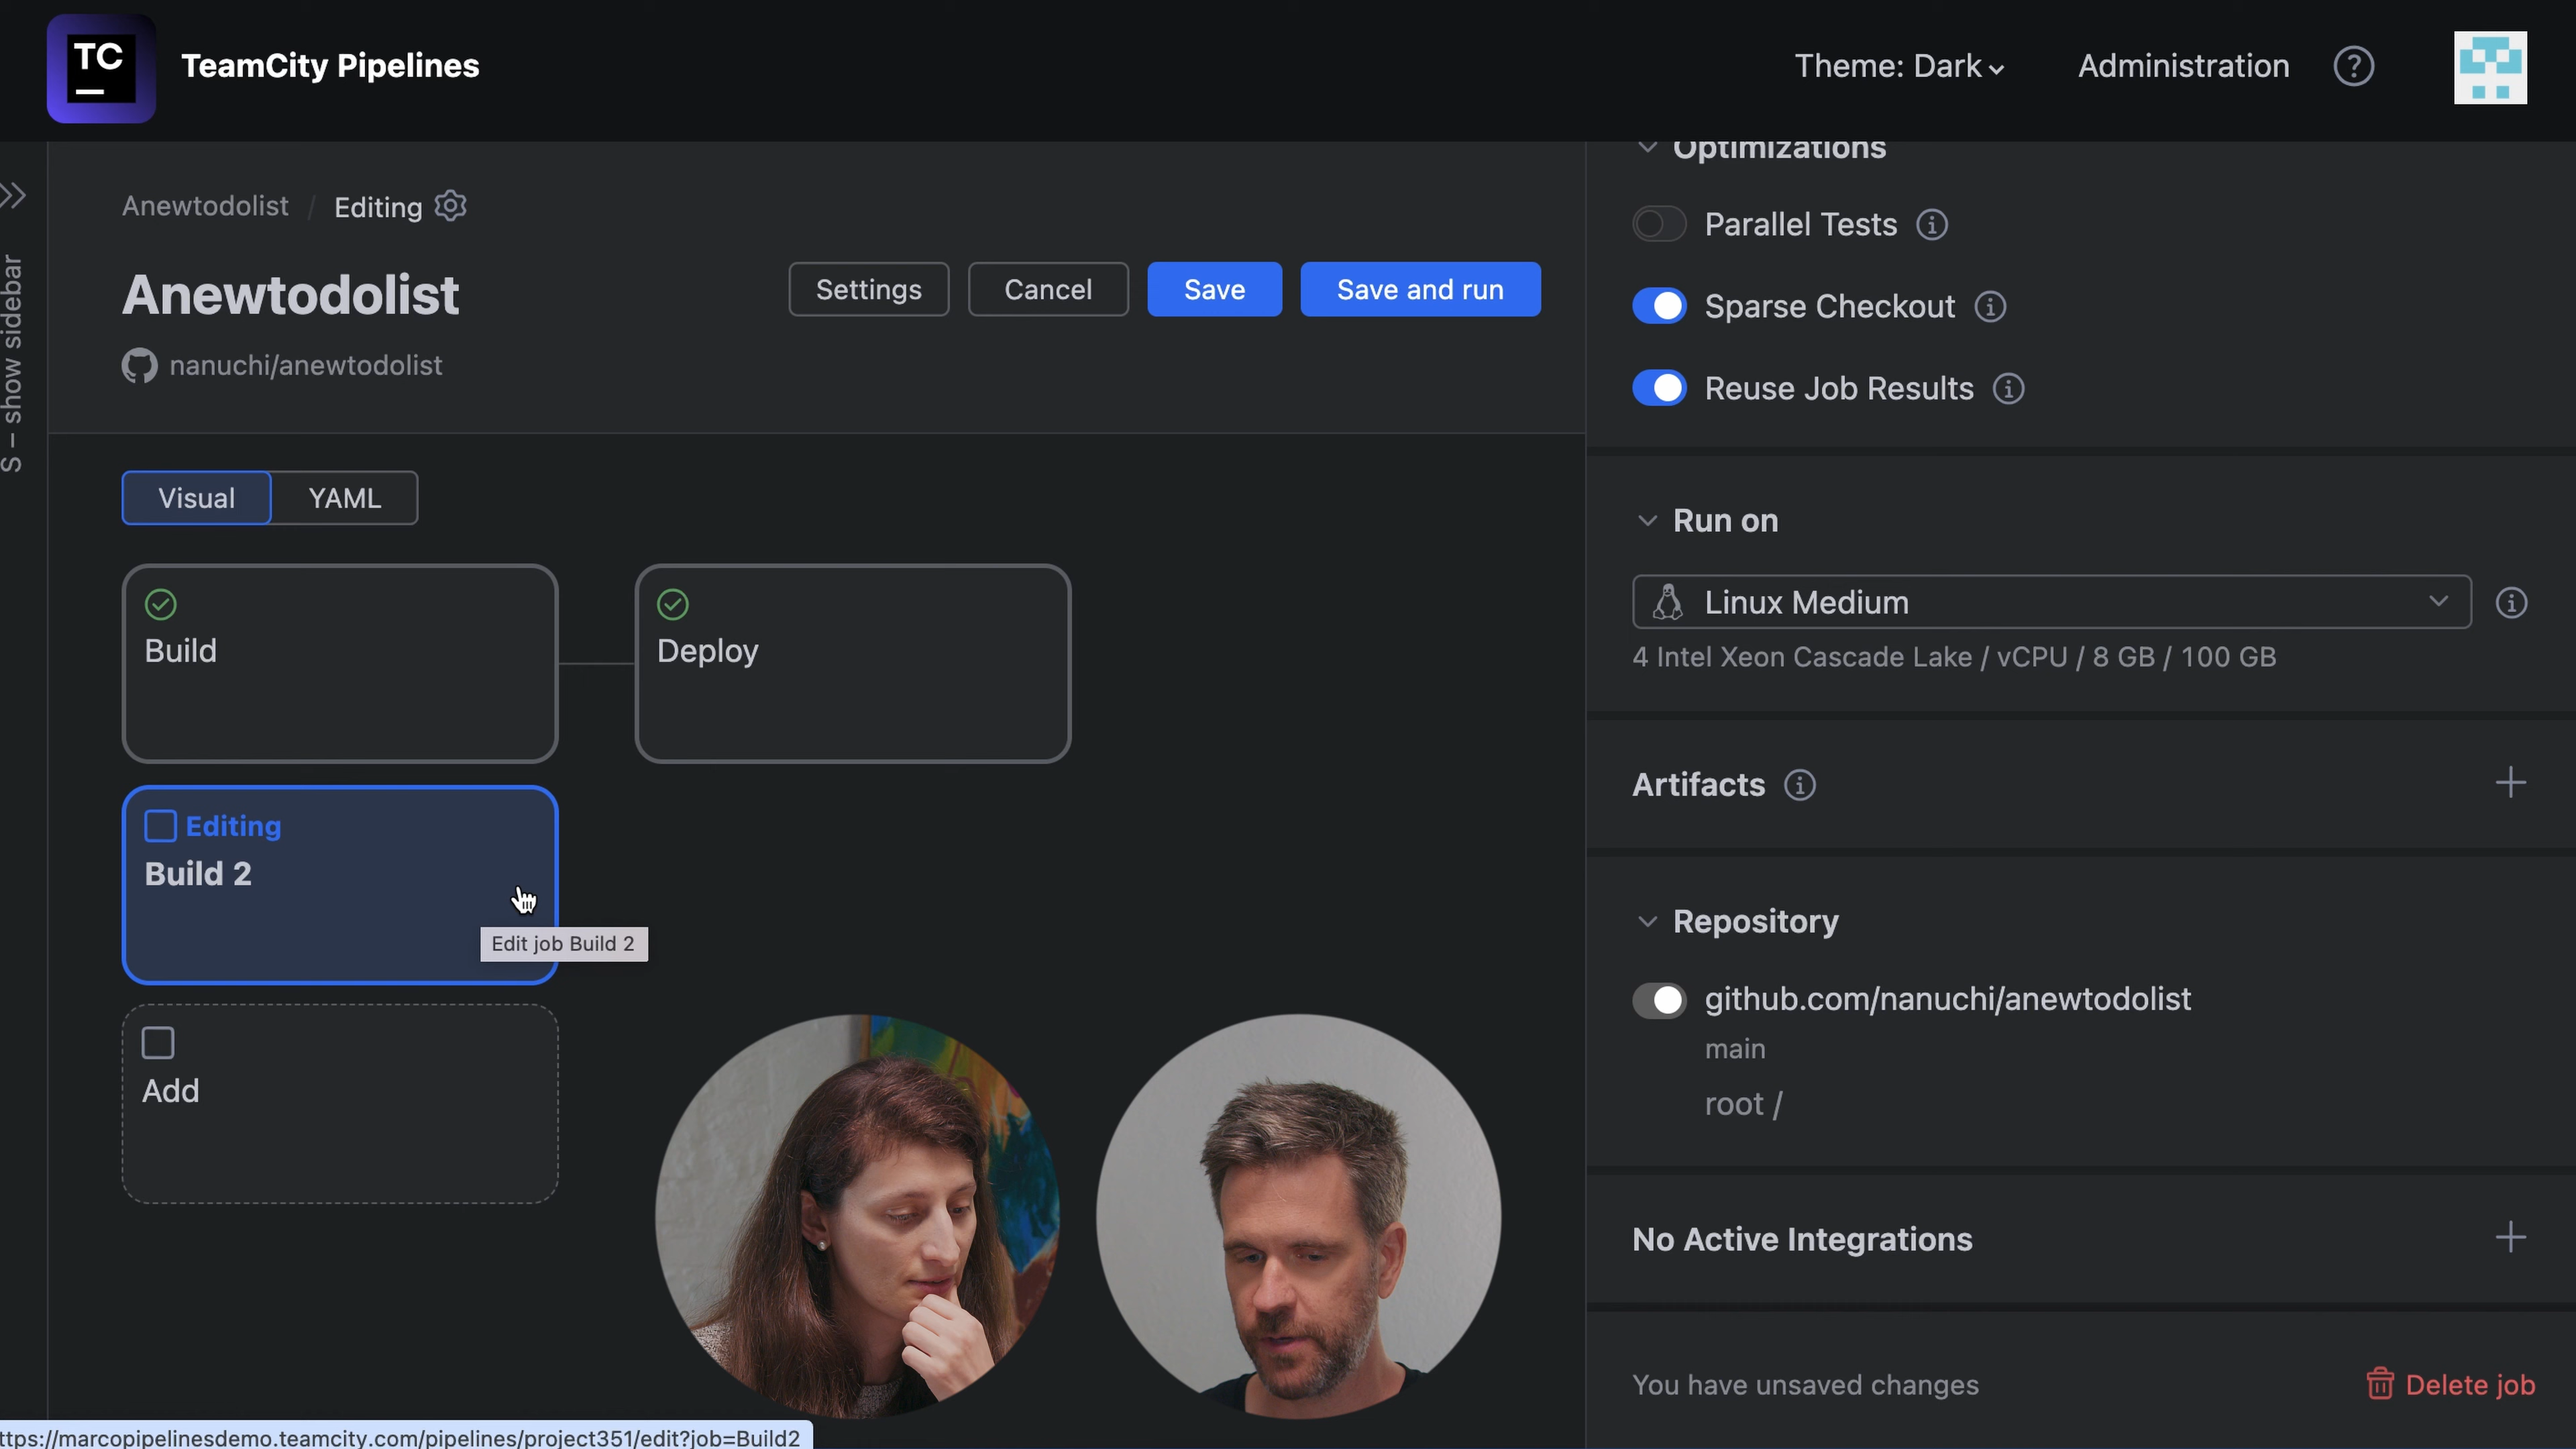 TC
TeamCity Pipelines
Theme: Dark
Administration
?
S – show sidebar
Anewtodolist / Editing
Anewtodolist
Settings
Cancel
Save
Save and run
nanuchi/anewtodolist
Visual
YAML
Build
Deploy
Editing
Build 2
Edit job Build 2
Add
Optimizations
Parallel Tests
Sparse Checkout
Reuse Job Results
Run on
Linux Medium
4 Intel Xeon Cascade Lake / vCPU / 8 GB / 100 GB
Artifacts
Repository
github.com/nanuchi/anewtodolist
main
root /
No Active Integrations
You have unsaved changes
Delete job
ttps://marcopipelinesdemo.teamcity.com/pipelines/project351/edit?job=Build2